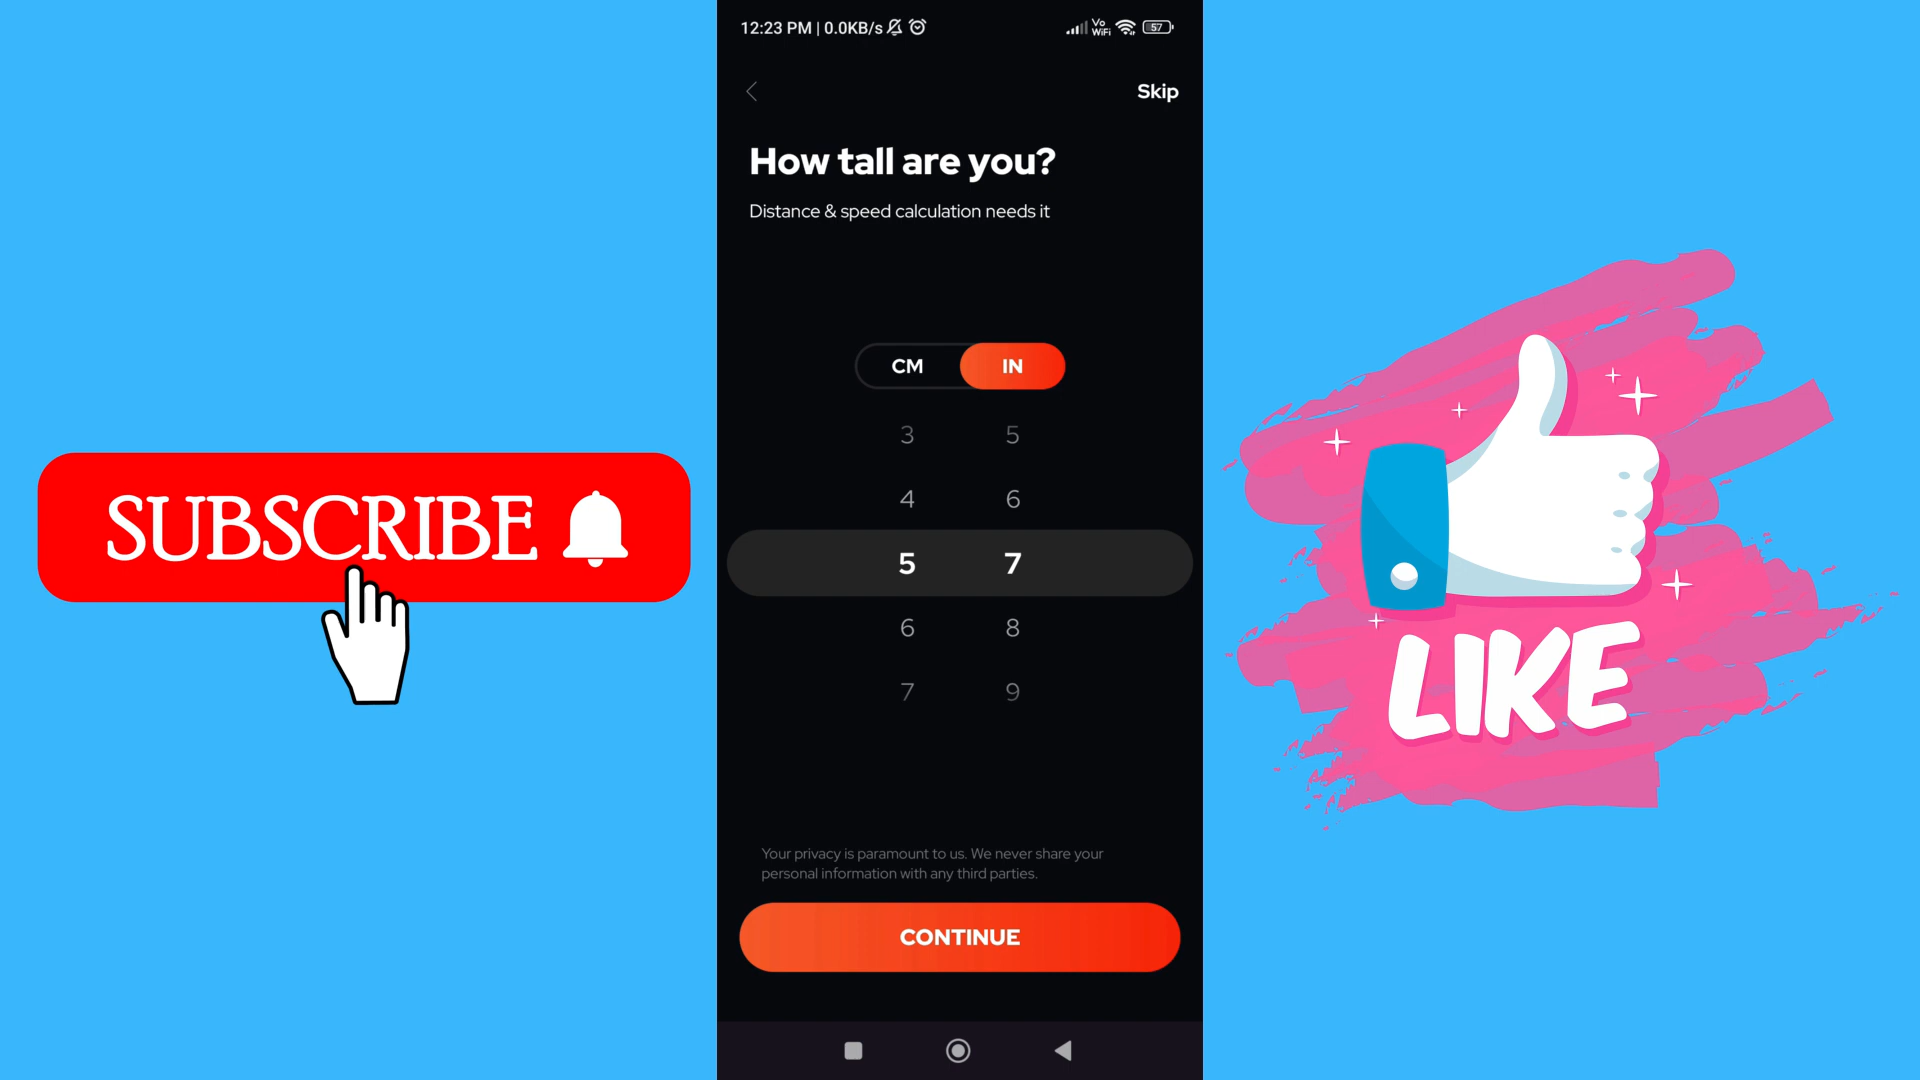 12:23 PM | 0.0KB/s
Vo
WiFi
57
Skip
How tall are you?
Distance & speed calculation needs it
CM IN
3 5
4 6
5 7
6 8
7 9
Your privacy is paramount to us. We never share your
personal information with any third parties.
CONTINUE
SUBSCRIBE
LIKE